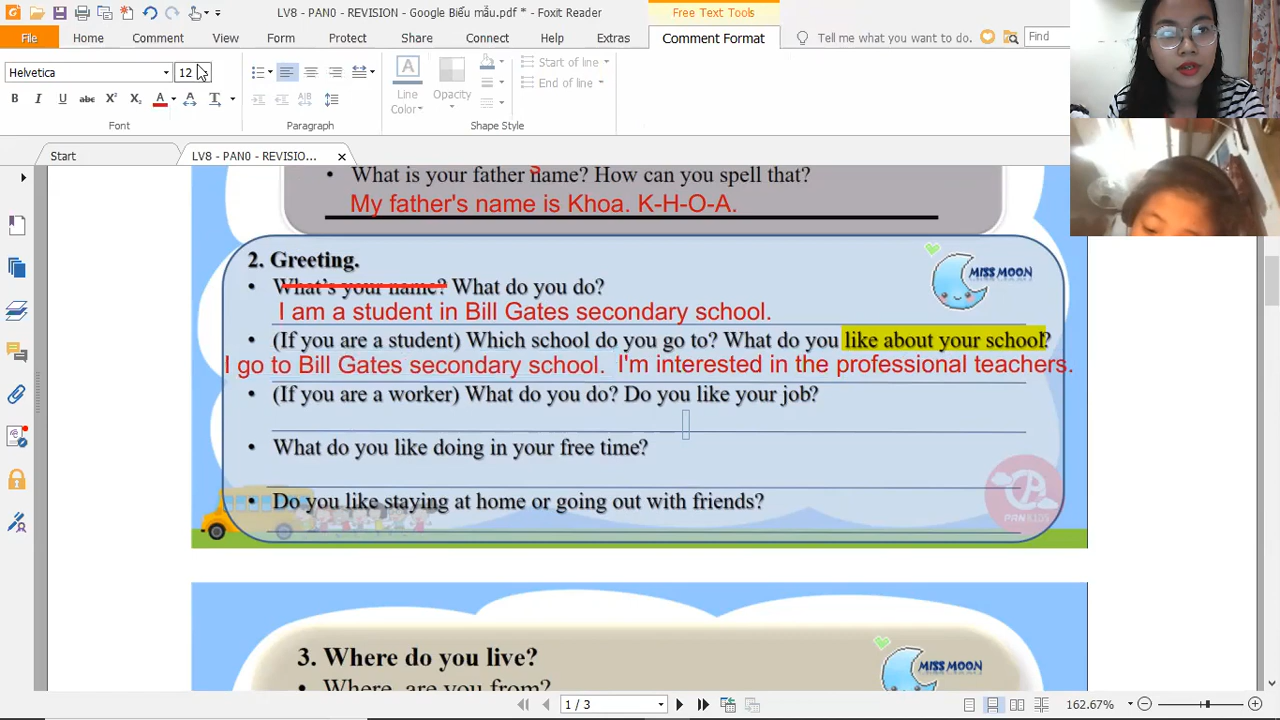 LV8 - PAN0 - REVISION - Google Biểu mẫu.pdf * - Foxit Reader
Free Text Tools
File Home Comment View Form Protect Share Connect Help Extras Comment Format Tell me what you want to do. Find
Helvetica 12
Line Color
Opacity
Start of line
End of line
Font Paragraph Shape Style
Start LV8 - PAN0 - REVISIO...
s
• What is your father name? How can you spell that?
My father's name is Khoa. K-H-O-A.
2. Greeting.
MISS MOON
• What's your name? What do you do?
I am a student in Bill Gates secondary school.
• (If you are a student) Which school do you go to? What do you like about your school?
I go to Bill Gates secondary school. I'm interested in the professional teachers.
• (If you are a worker) What do you do? Do you like your job?
• What do you like doing in your free time?
• Do you like staying at home or going out with friends?
PAN KIDS
3. Where do you live?
MISS MOON
• Where are you from?
1 / 3
162.67%